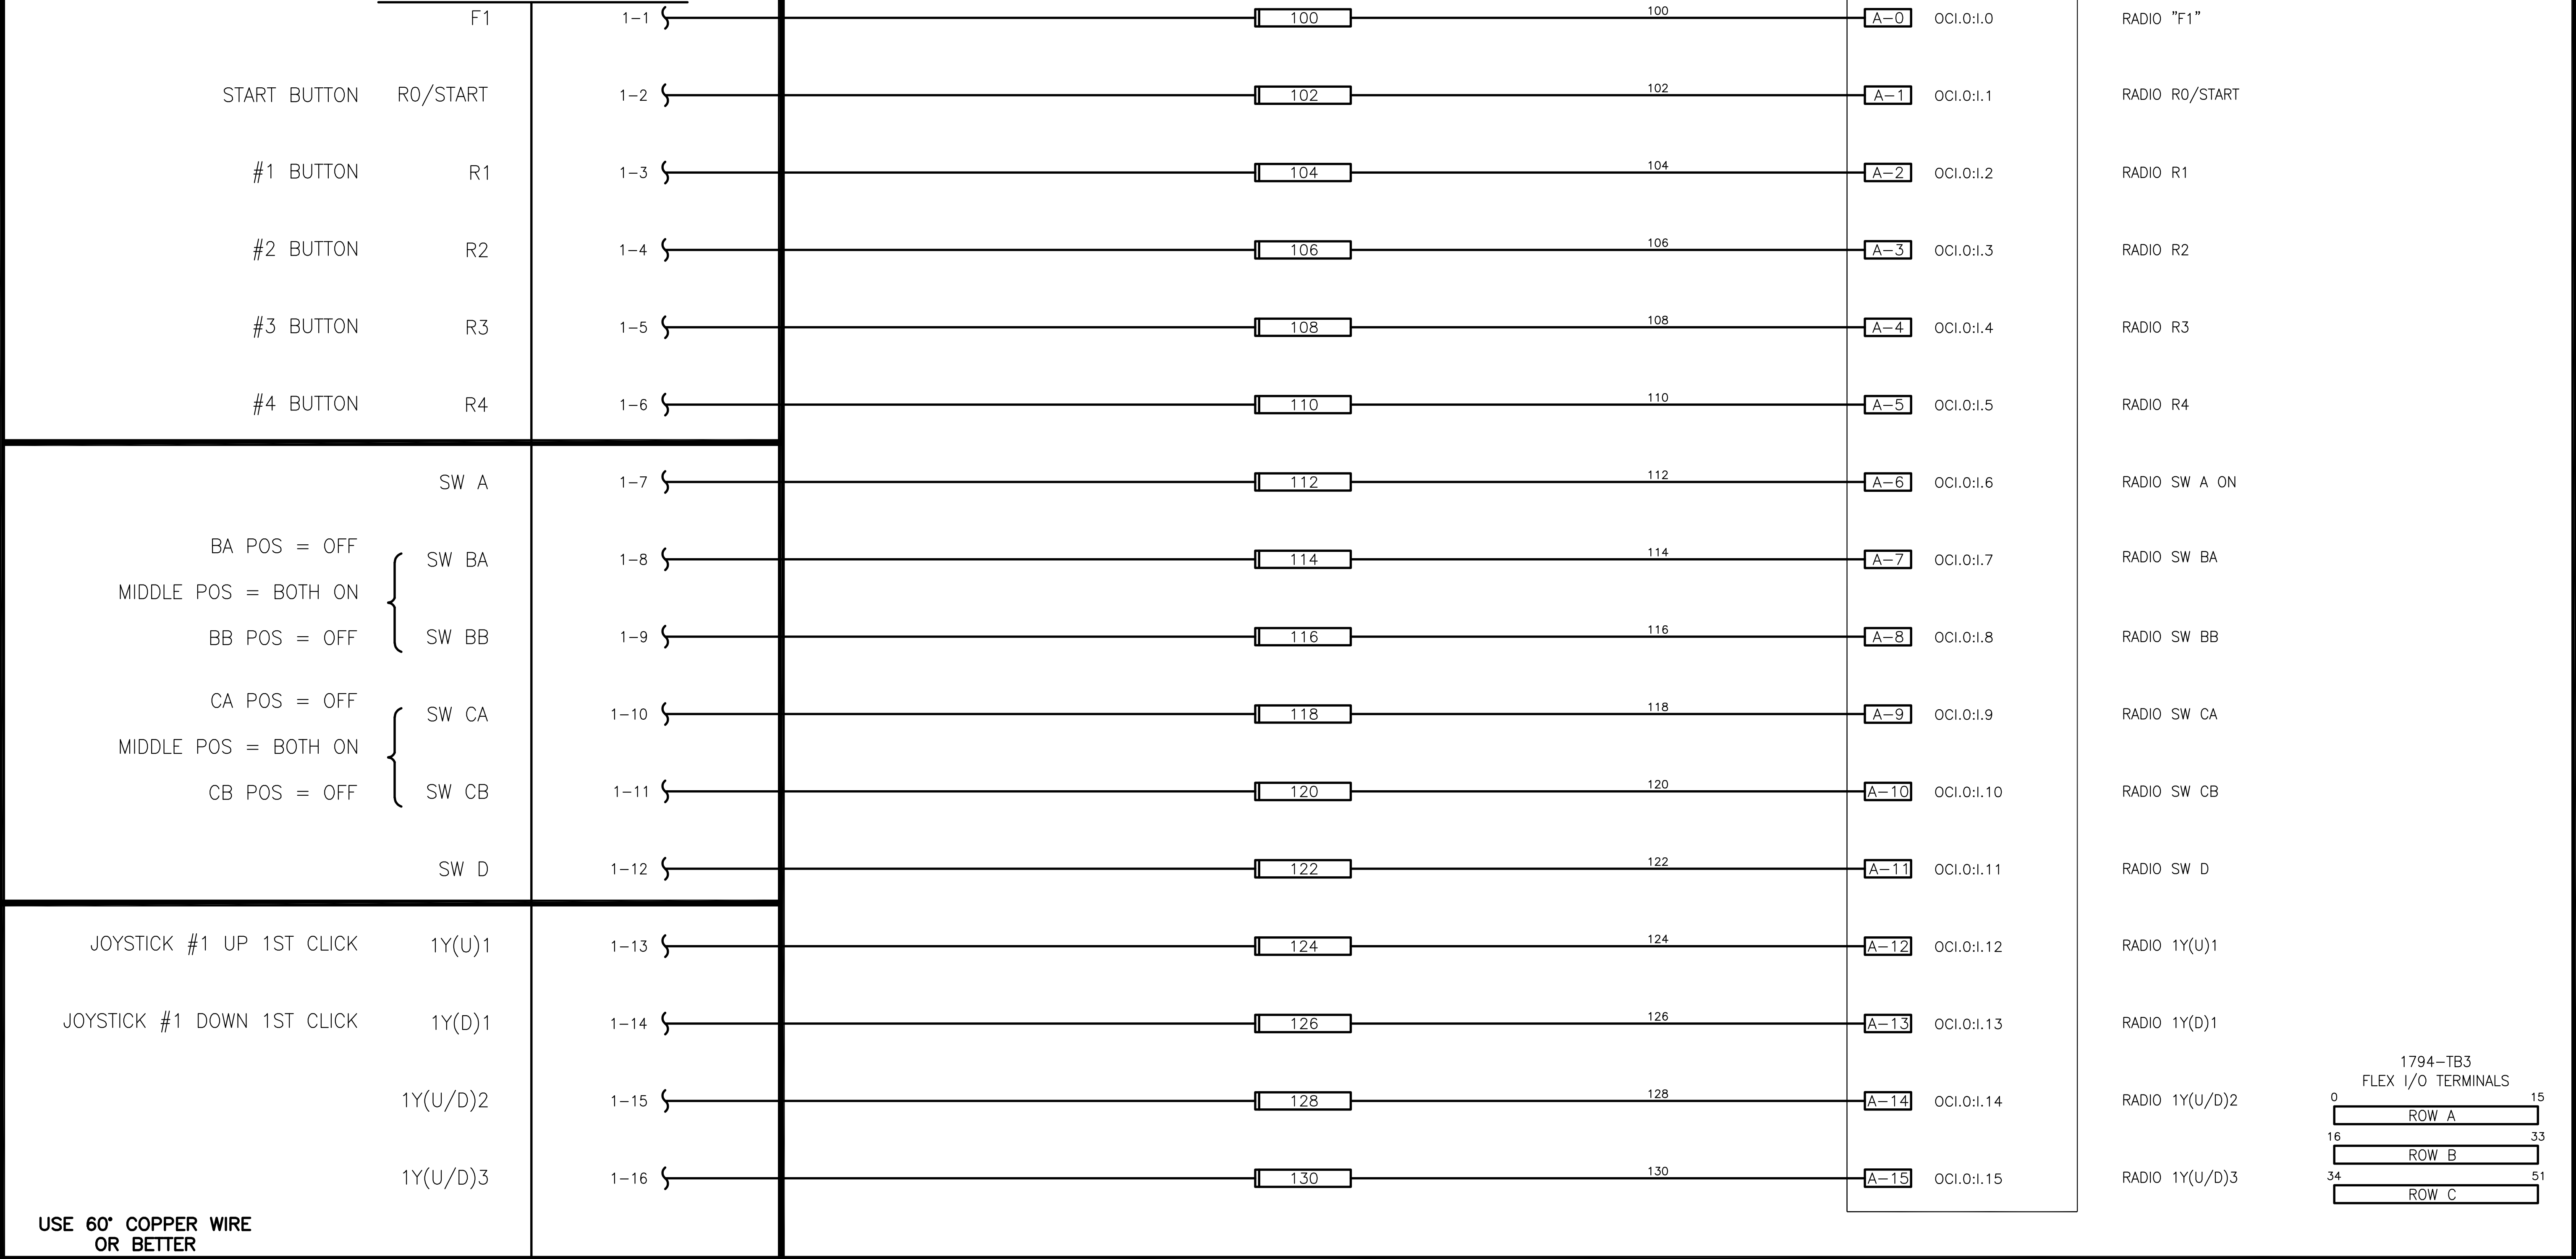 F1 1-1 100 100 A-0 OCI.0:I.0 RADIO "F1"
START BUTTON R0/START 1-2 102 102 A-1 OCI.0:I.1 RADIO R0/START
#1 BUTTON R1 1-3 104 104 A-2 OCI.0:I.2 RADIO R1
#2 BUTTON R2 1-4 106 106 A-3 OCI.0:I.3 RADIO R2
#3 BUTTON R3 1-5 108 108 A-4 OCI.0:I.4 RADIO R3
#4 BUTTON R4 1-6 110 110 A-5 OCI.0:I.5 RADIO R4
SW A 1-7 112 112 A-6 OCI.0:I.6 RADIO SW A ON
BA POS = OFF
SW BA 1-8 114 114 A-7 OCI.0:I.7 RADIO SW BA
MIDDLE POS = BOTH ON
BB POS = OFF SW BB 1-9 116 116 A-8 OCI.0:I.8 RADIO SW BB
CA POS = OFF
SW CA 1-10 118 118 A-9 OCI.0:I.9 RADIO SW CA
MIDDLE POS = BOTH ON
CB POS = OFF SW CB 1-11 120 120 A-10 OCI.0:I.10 RADIO SW CB
SW D 1-12 122 122 A-11 OCI.0:I.11 RADIO SW D
JOYSTICK #1 UP 1ST CLICK 1Y(U)1 1-13 124 124 A-12 OCI.0:I.12 RADIO 1Y(U)1
JOYSTICK #1 DOWN 1ST CLICK 1Y(D)1 1-14 126 126 A-13 OCI.0:I.13 RADIO 1Y(D)1
1Y(U/D)2 1-15 128 128 A-14 OCI.0:I.14 RADIO 1Y(U/D)2
1Y(U/D)3 1-16 130 130 A-15 OCI.0:I.15 RADIO 1Y(U/D)3
1794-TB3
FLEX I/O TERMINALS
0 15
ROW A
16 33
ROW B
34 51
ROW C
USE 60° COPPER WIRE
OR BETTER